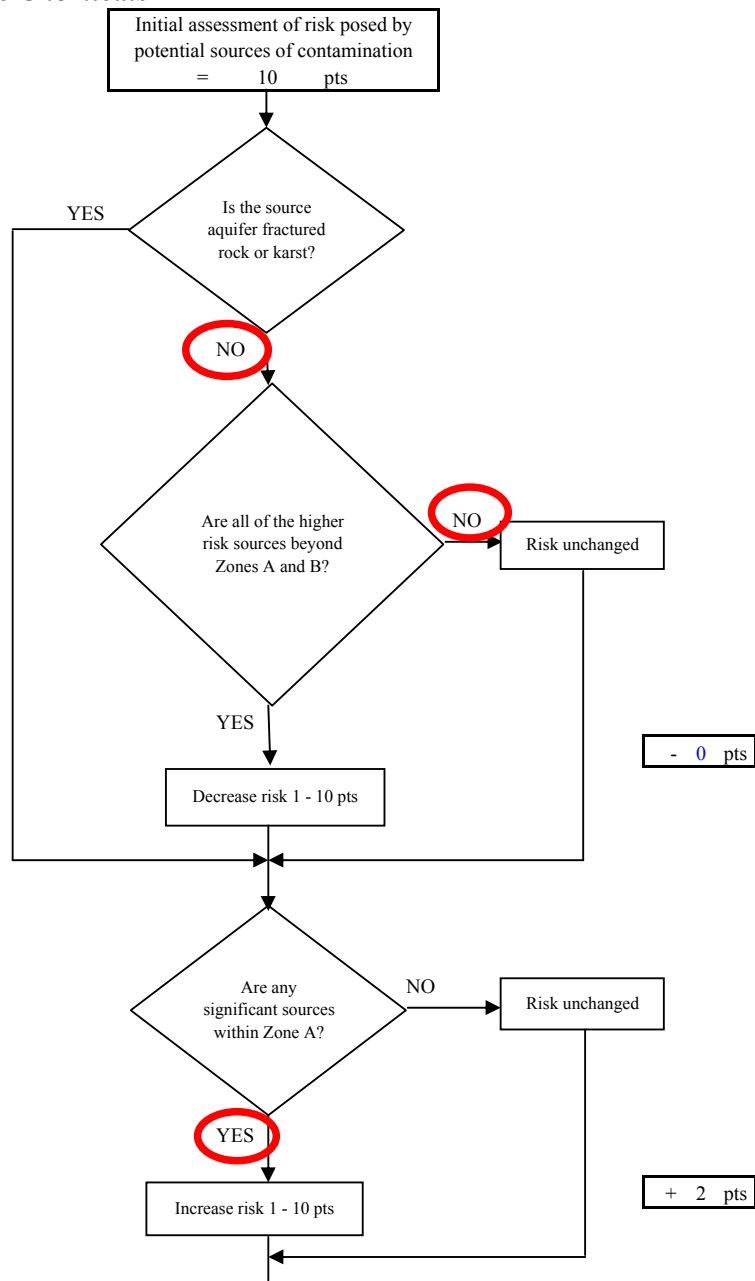 Initial assessment of risk posed by
potential sources of contamination
= 10 pts
YES
Is the source
aquifer fractured
rock or karst?
NO
Are all of the higher
risk sources beyond
Zones A and B?
NO
Risk unchanged
YES
- 0 pts
Decrease risk 1 - 10 pts
Are any
significant sources
within Zone A?
NO
Risk unchanged
YES
+ 2 pts
Increase risk 1 - 10 pts